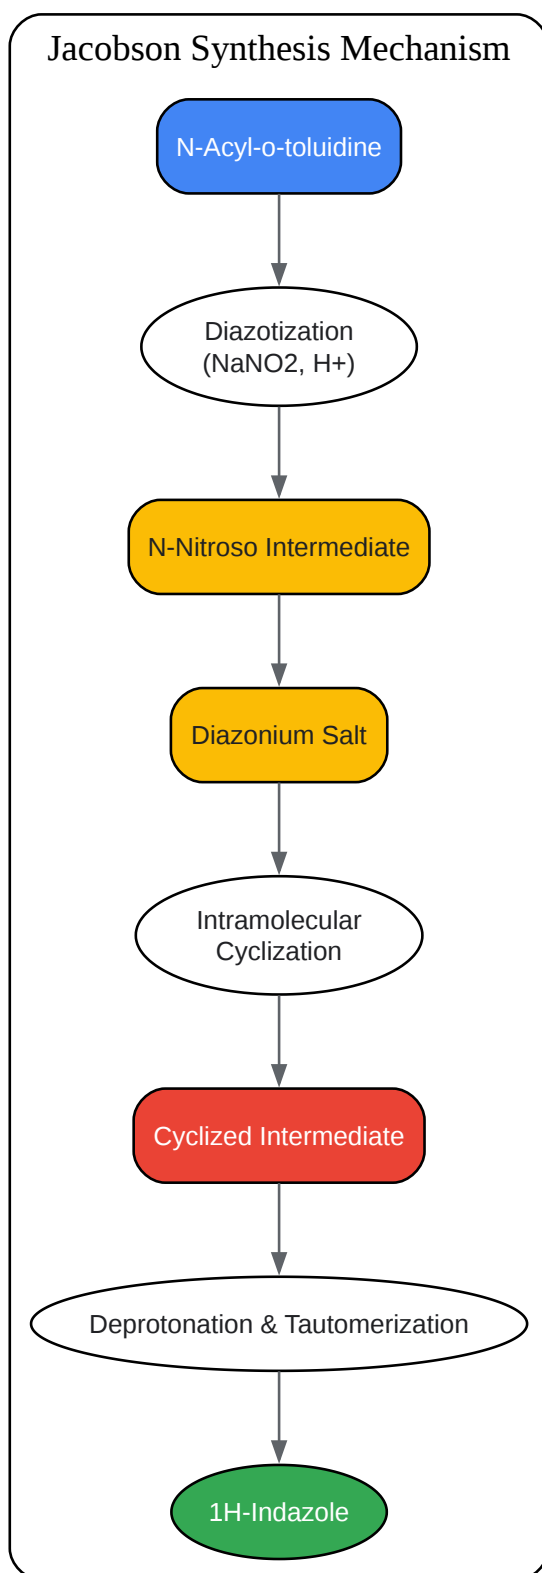 Jacobson Synthesis Mechanism
N-Acyl-o-toluidine
Diazotization
(NaNO2, H+)
N-Nitroso Intermediate
Diazonium Salt
Intramolecular
Cyclization
Cyclized Intermediate
Deprotonation & Tautomerization
1H-Indazole